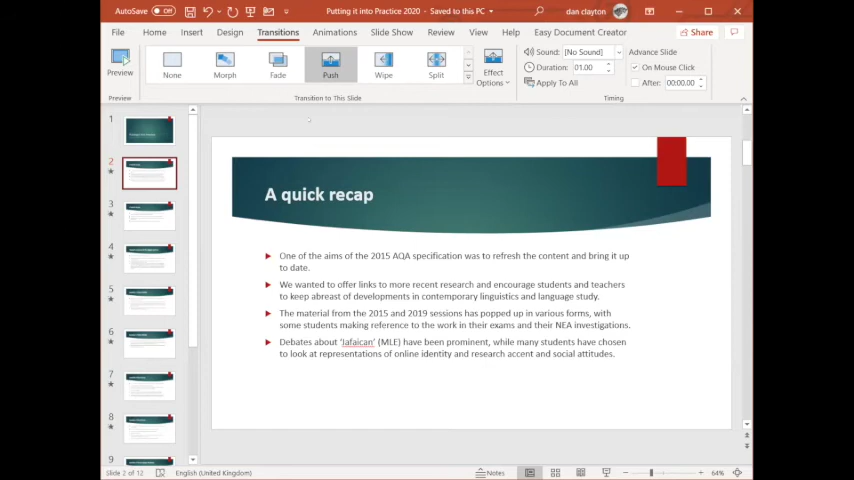 AutoSave Off Putting it into Practice 2020 - Saved to this PC dan clayton
File Home Insert Design Transitions Animations Slide Show Review View Help Easy Document Creator Share
Preview None Morph Fade Push Wipe Split Effect Options
Sound: [No Sound] Advance Slide
Duration: 01.00 On Mouse Click
Apply To All After: 00:00.00
Preview Transition to This Slide Timing
1
2
3
4
5
6
7
8
9
A quick recap
One of the aims of the 2015 AQA specification was to refresh the content and bring it up
to date.
We wanted to offer links to more recent research and encourage students and teachers
to keep abreast of developments in contemporary linguistics and language study.
The material from the 2015 and 2019 sessions has popped up in various forms, with
some students making reference to the work in their exams and their NEA investigations.
Debates about 'Jafaican' (MLE) have been prominent, while many students have chosen
to look at representations of online identity and research accent and social attitudes.
Slide 2 of 12 English (United Kingdom) Notes 64%